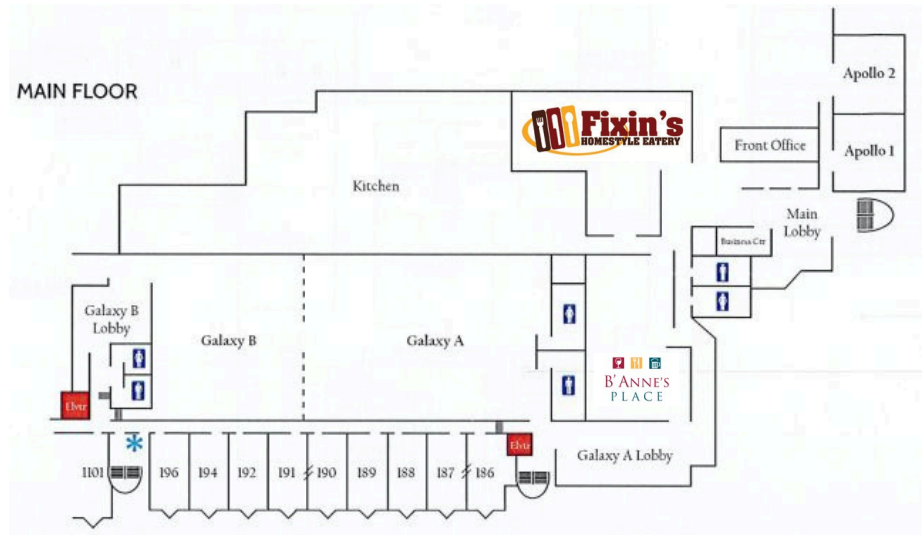 MAIN FLOOR
Apollo 2
Fixin's
HOMESTYLE EATERY
Front Office
Apollo 1
Kitchen
Main
Lobby
Business Ctr
Galaxy B
Lobby
Galaxy B
Galaxy A
B'ANNE'S
PLACE
Elvtr
Elvtr
Galaxy A Lobby
1101
196
194
192
191
190
189
188
187
186